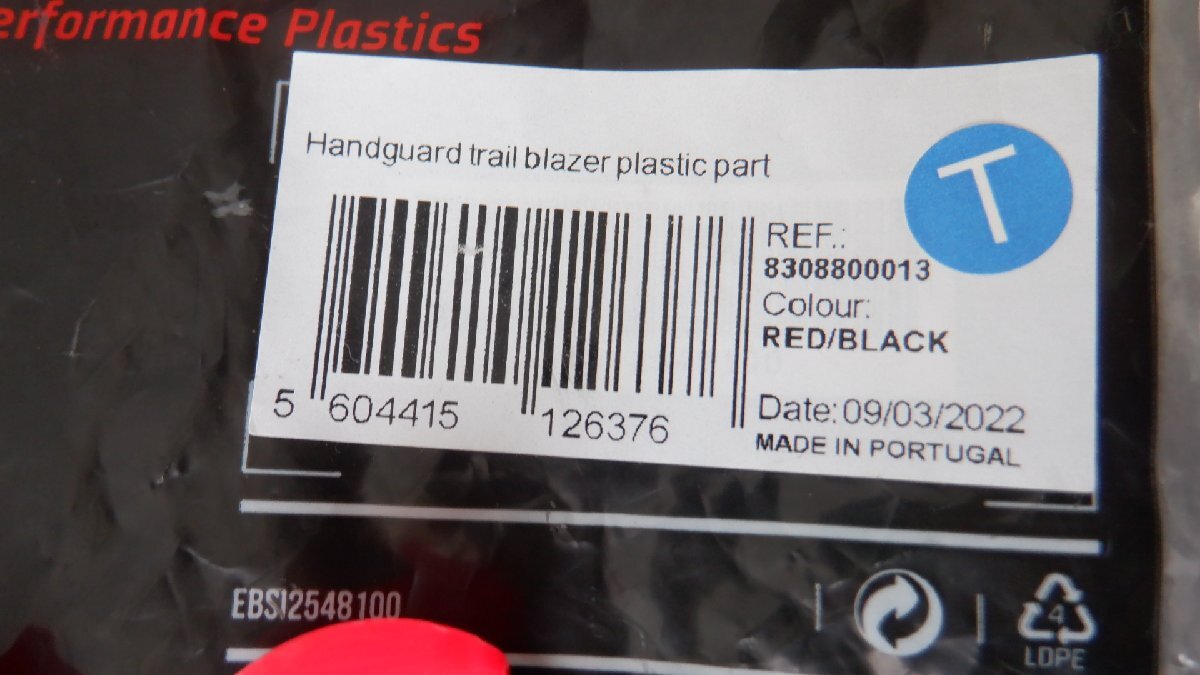 erformance Plastics
Handguard trail blazer plastic part
T
REF.:
8308800013
Colour:
RED/BLACK
5 604415 126376
Date: 09/03/2022
MADE IN PORTUGAL
EBSI2548100
4
LDPE